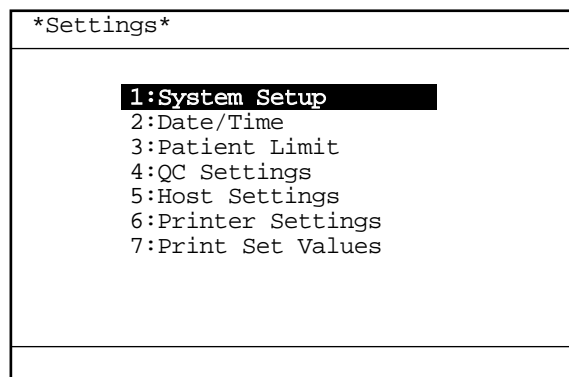 *Settings*
1:System Setup
2:Date/Time
3:Patient Limit
4:QC Settings
5:Host Settings
6:Printer Settings
7:Print Set Values